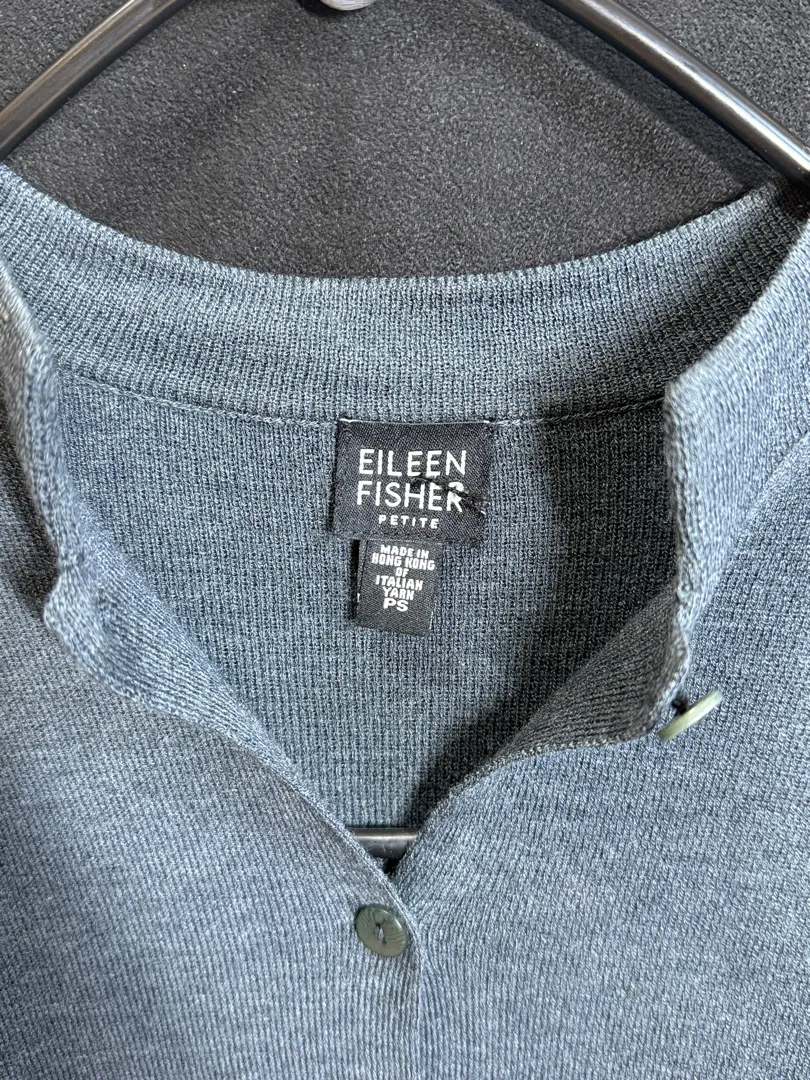 EILEEN
FISHER
PETITE
MADE IN
HONG KONG
OF
ITALIAN
YARN
PS